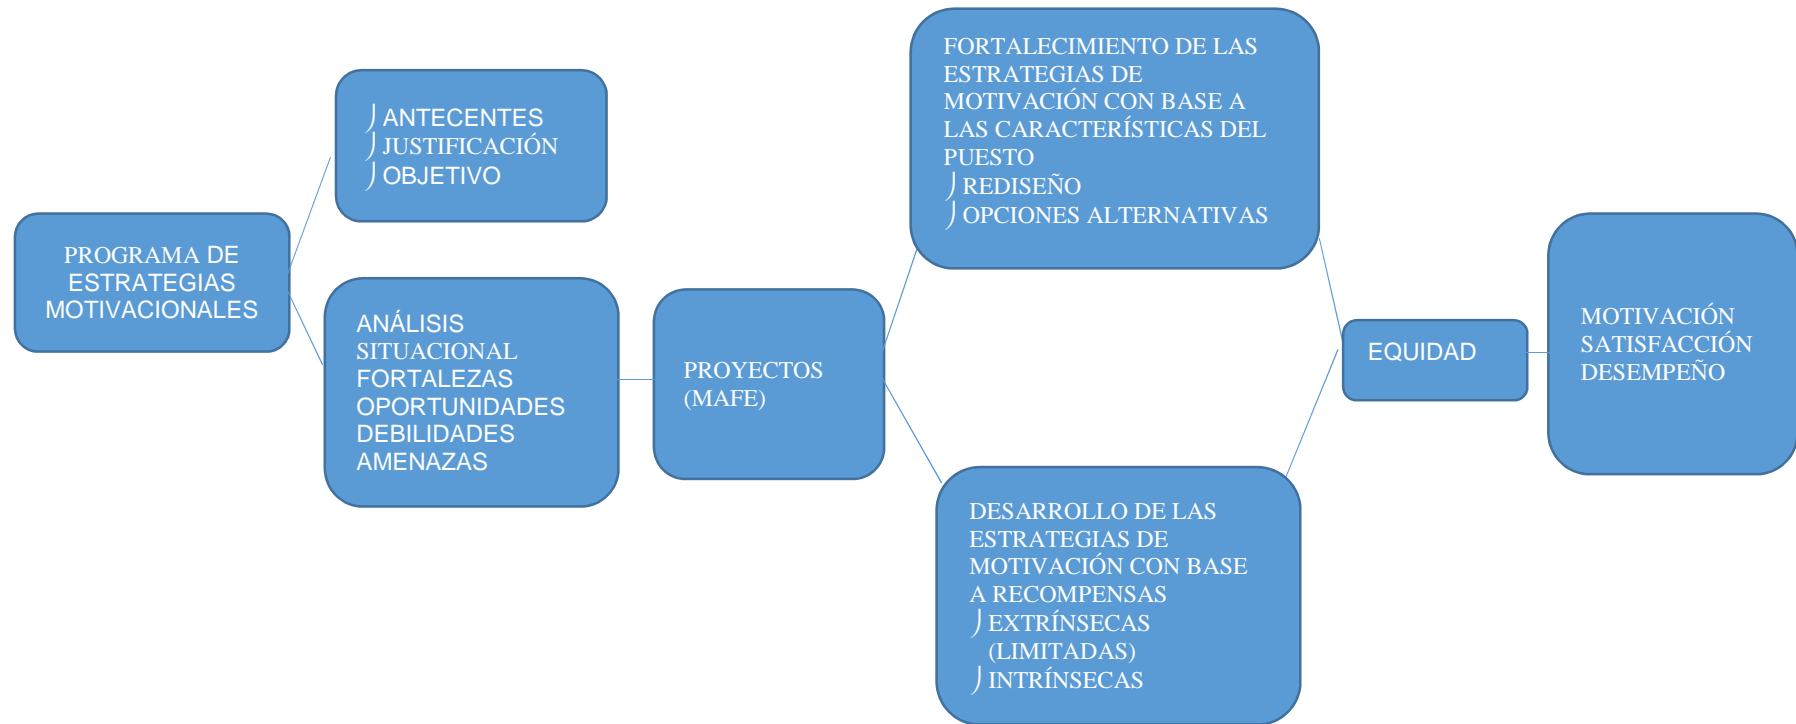 PROGRAMA DE
ESTRATEGIAS
MOTIVACIONALES
ANTECENTES
JUSTIFICACIÓN
OBJETIVO
ANÁLISIS
SITUACIONAL
FORTALEZAS
OPORTUNIDADES
DEBILIDADES
AMENAZAS
PROYECTOS
(MAFE)
FORTALECIMIENTO DE LAS
ESTRATEGIAS DE
MOTIVACIÓN CON BASE A
LAS CARACTERÍSTICAS DEL
PUESTO
REDISEÑO
OPCIONES ALTERNATIVAS
DESARROLLO DE LAS
ESTRATEGIAS DE
MOTIVACIÓN CON BASE
A RECOMPENSAS
EXTRÍNSECAS
(LIMITADAS)
INTRÍNSECAS
EQUIDAD
MOTIVACIÓN
SATISFACCIÓN
DESEMPEÑO